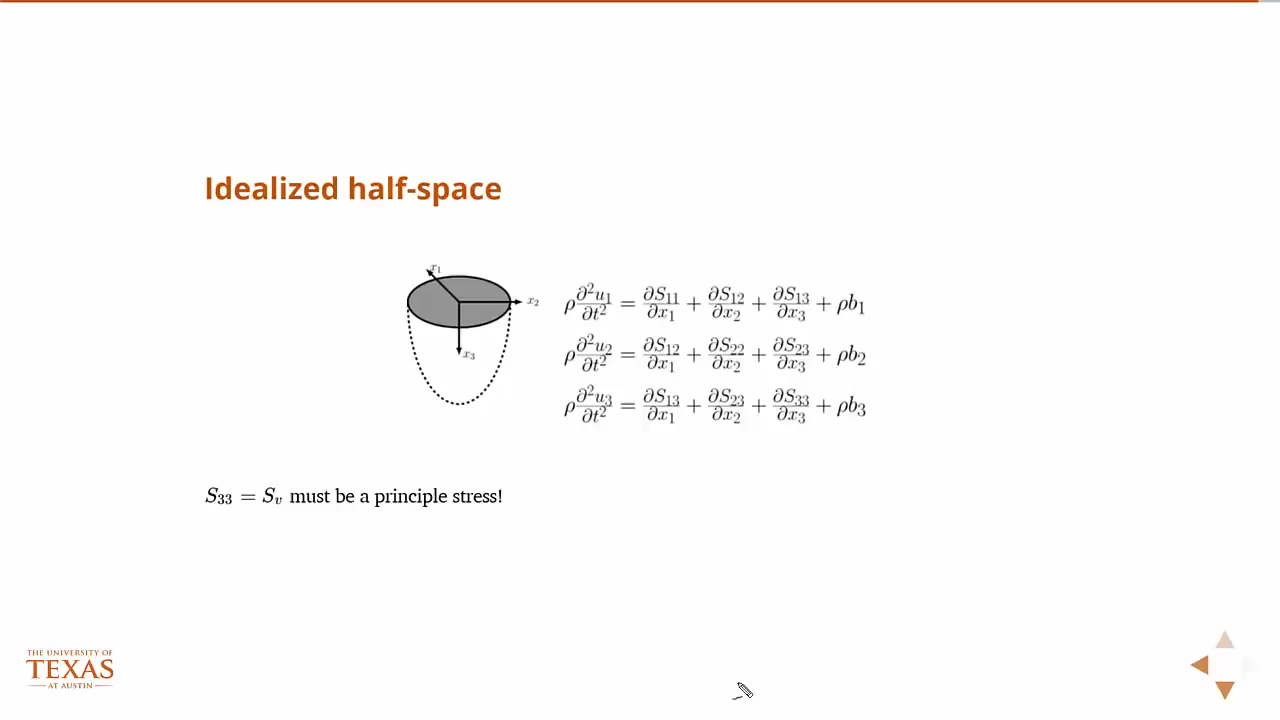 Idealized half-space
x₁
x₂
x₃
ρ ∂²u₁/∂t² = ∂S₁₁/∂x₁ + ∂S₁₂/∂x₂ + ∂S₁₃/∂x₃ + ρb₁
ρ ∂²u₂/∂t² = ∂S₁₂/∂x₁ + ∂S₂₂/∂x₂ + ∂S₂₃/∂x₃ + ρb₂
ρ ∂²u₃/∂t² = ∂S₁₃/∂x₁ + ∂S₂₃/∂x₂ + ∂S₃₃/∂x₃ + ρb₃
S₃₃ = Sᵥ must be a principle stress!
THE UNIVERSITY OF
TEXAS
AT AUSTIN